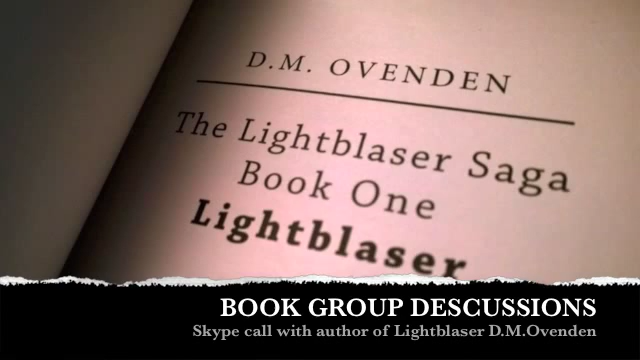 D.M. OVENDEN
The Lightblaser Saga
Book One
Lightblaser
BOOK GROUP DESCUSSIONS
Skype call with author of Lightblaser D.M.Ovenden